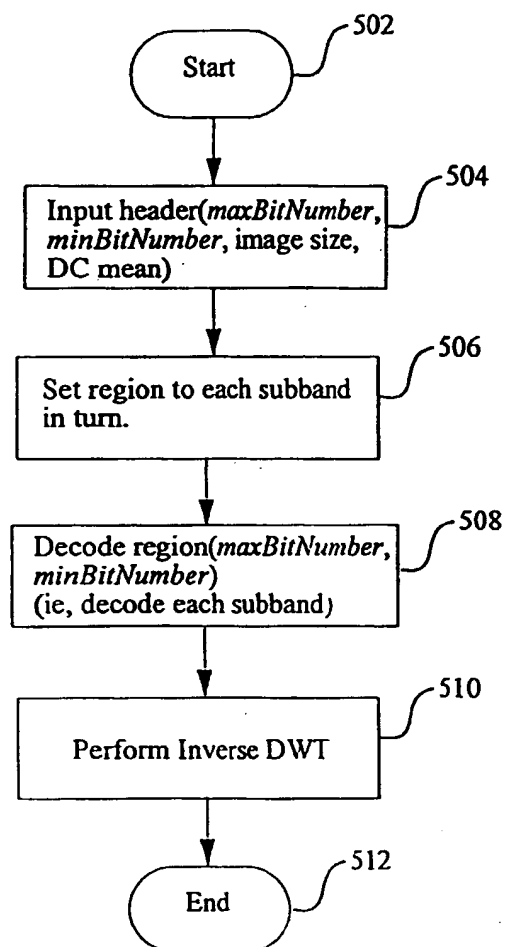 502
Start
504
Input header(maxBitNumber,
minBitNumber, image size,
DC mean)
506
Set region to each subband
in turn.
508
Decode region(maxBitNumber,
minBitNumber)
(ie, decode each subband)
510
Perform Inverse DWT
512
End